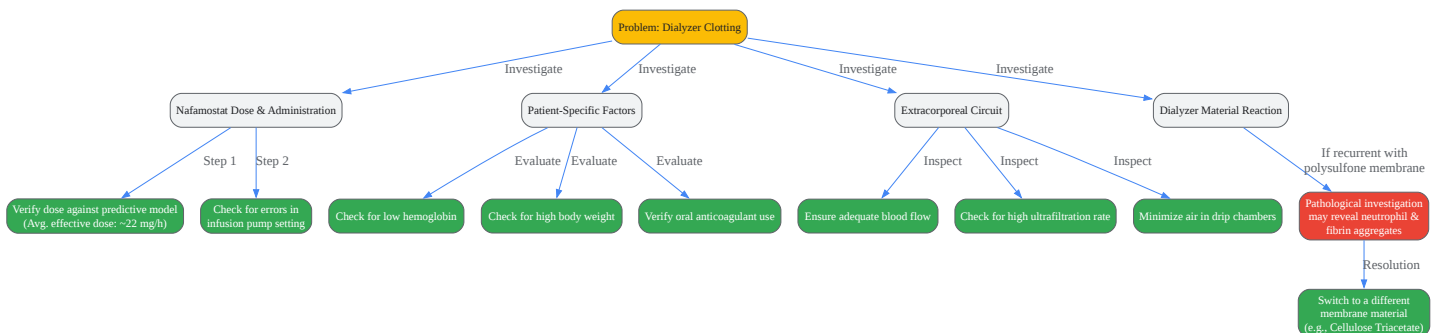 Problem: Dialyzer Clotting
Investigate
Investigate
Investigate
Investigate
Nafamostat Dose & Administration
Patient-Specific Factors
Extracorporeal Circuit
Dialyzer Material Reaction
Step 1
Step 2
Evaluate
Evaluate
Evaluate
Inspect
Inspect
Inspect
If recurrent with
polysulfone membrane
Verify dose against predictive model
(Avg. effective dose: ~22 mg/h)
Check for errors in
infusion pump setting
Check for low hemoglobin
Check for high body weight
Verify oral anticoagulant use
Ensure adequate blood flow
Check for high ultrafiltration rate
Minimize air in drip chambers
Pathological investigation
may reveal neutrophil &
fibrin aggregates
Resolution
Switch to a different
membrane material
(e.g., Cellulose Triacetate)